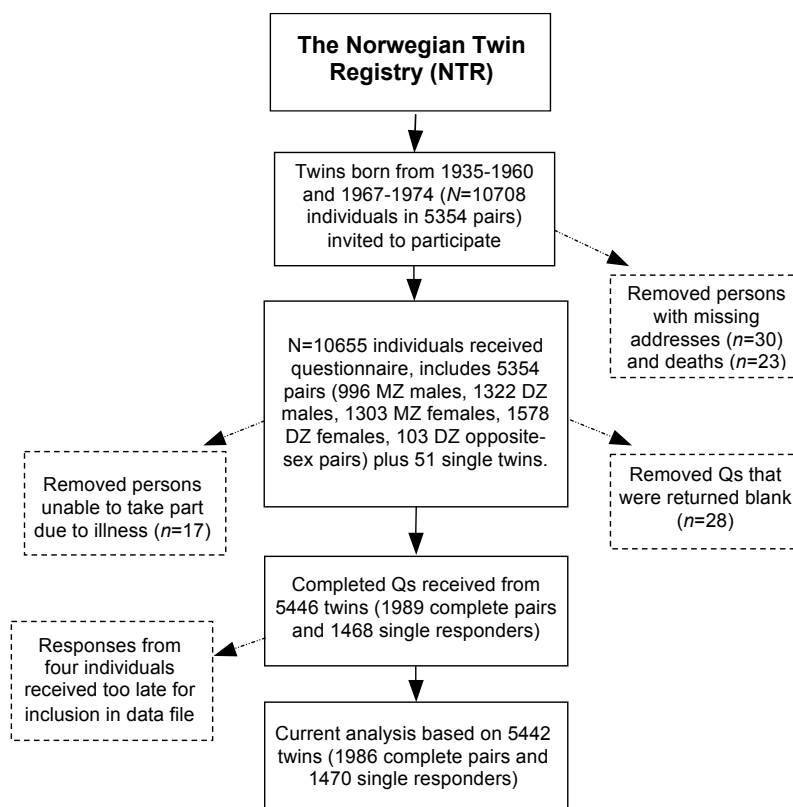 The Norwegian Twin
Registry (NTR)
Twins born from 1935-1960
and 1967-1974 (N=10708
individuals in 5354 pairs)
invited to participate
Removed persons
with missing
addresses (n=30)
and deaths (n=23)
N=10655 individuals received
questionnaire, includes 5354
pairs (996 MZ males, 1322 DZ
males, 1303 MZ females, 1578
DZ females, 103 DZ opposite-
sex pairs) plus 51 single twins.
Removed persons
unable to take part
due to illness (n=17)
Removed Qs that
were returned blank
(n=28)
Completed Qs received from
5446 twins (1989 complete pairs
and 1468 single responders)
Responses from
four individuals
received too late for
inclusion in data file
Current analysis based on 5442
twins (1986 complete pairs and
1470 single responders)